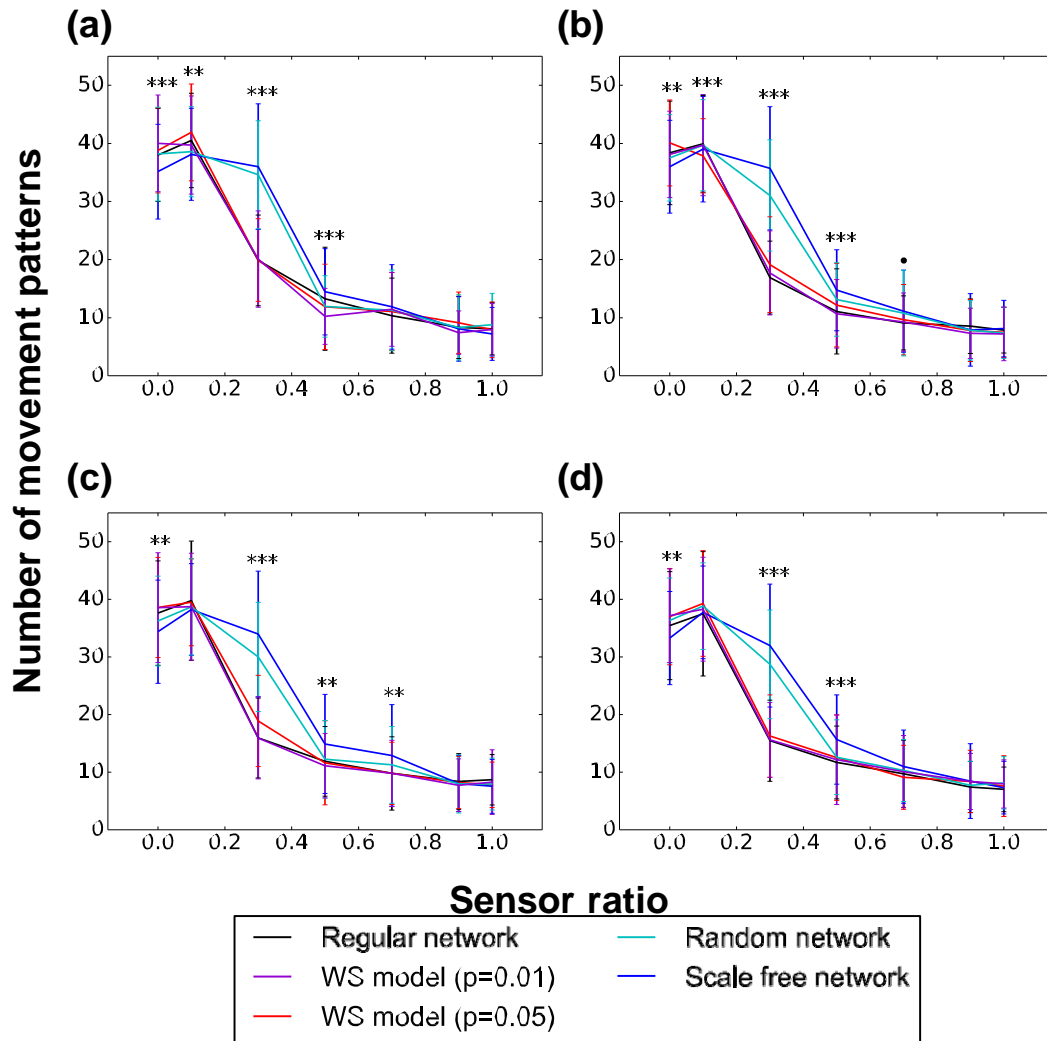 (a) (b)
Number of movement patterns
50
40
30
20
10
0
*** ** *** ***
0.0 0.2 0.4 0.6 0.8 1.0
50
40
30
20
10
0
** *** *** *** •
0.0 0.2 0.4 0.6 0.8 1.0
(c) (d)
50
40
30
20
10
0
** *** ** **
0.0 0.2 0.4 0.6 0.8 1.0
50
40
30
20
10
0
** *** ***
0.0 0.2 0.4 0.6 0.8 1.0
Sensor ratio
Regular network
WS model (p=0.01)
WS model (p=0.05)
Random network
Scale free network